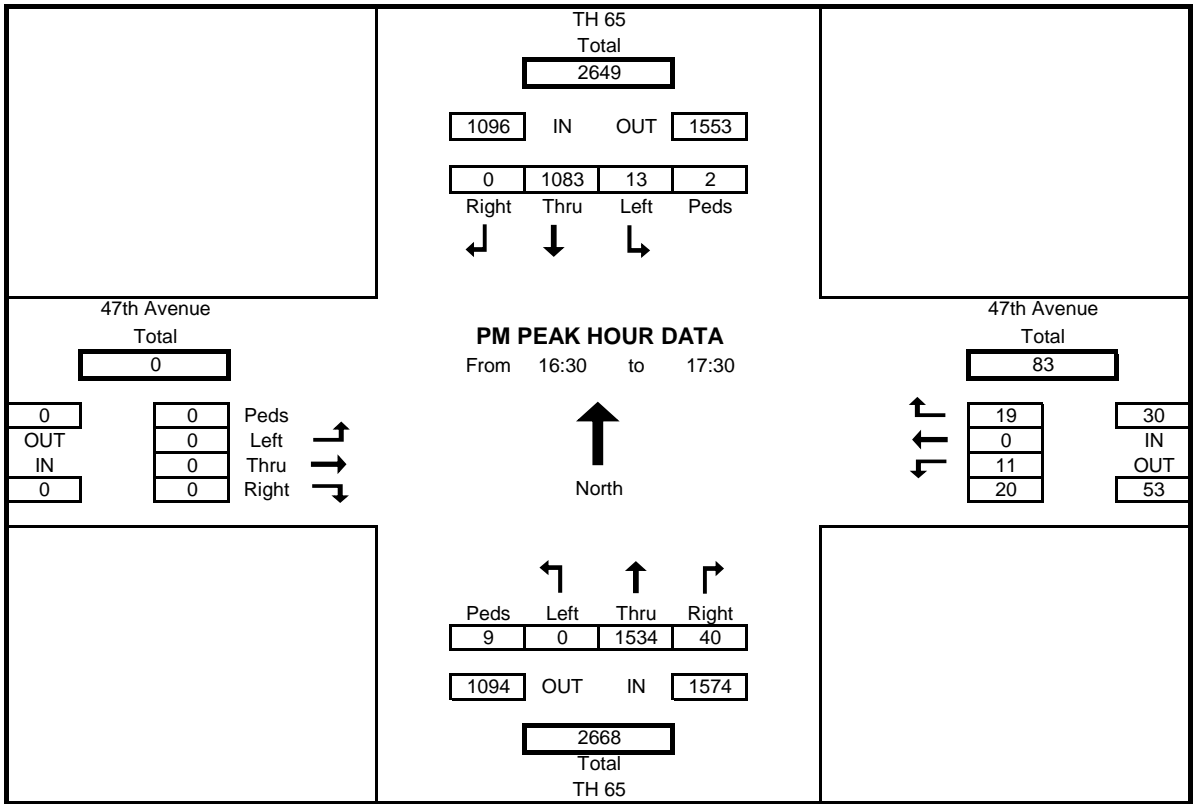 TH 65
Total
2649
1096 IN OUT 1553
0 1083 13 2
Right Thru Left Peds
47th Avenue
Total
0
0 0 Peds
OUT 0 Left
IN 0 Thru
0 0 Right
PM PEAK HOUR DATA
From 16:30 to 17:30
North
47th Avenue
Total
83
19 30
0 IN
11 OUT
20 53
Peds Left Thru Right
9 0 1534 40
1094 OUT IN 1574
2668
Total
TH 65